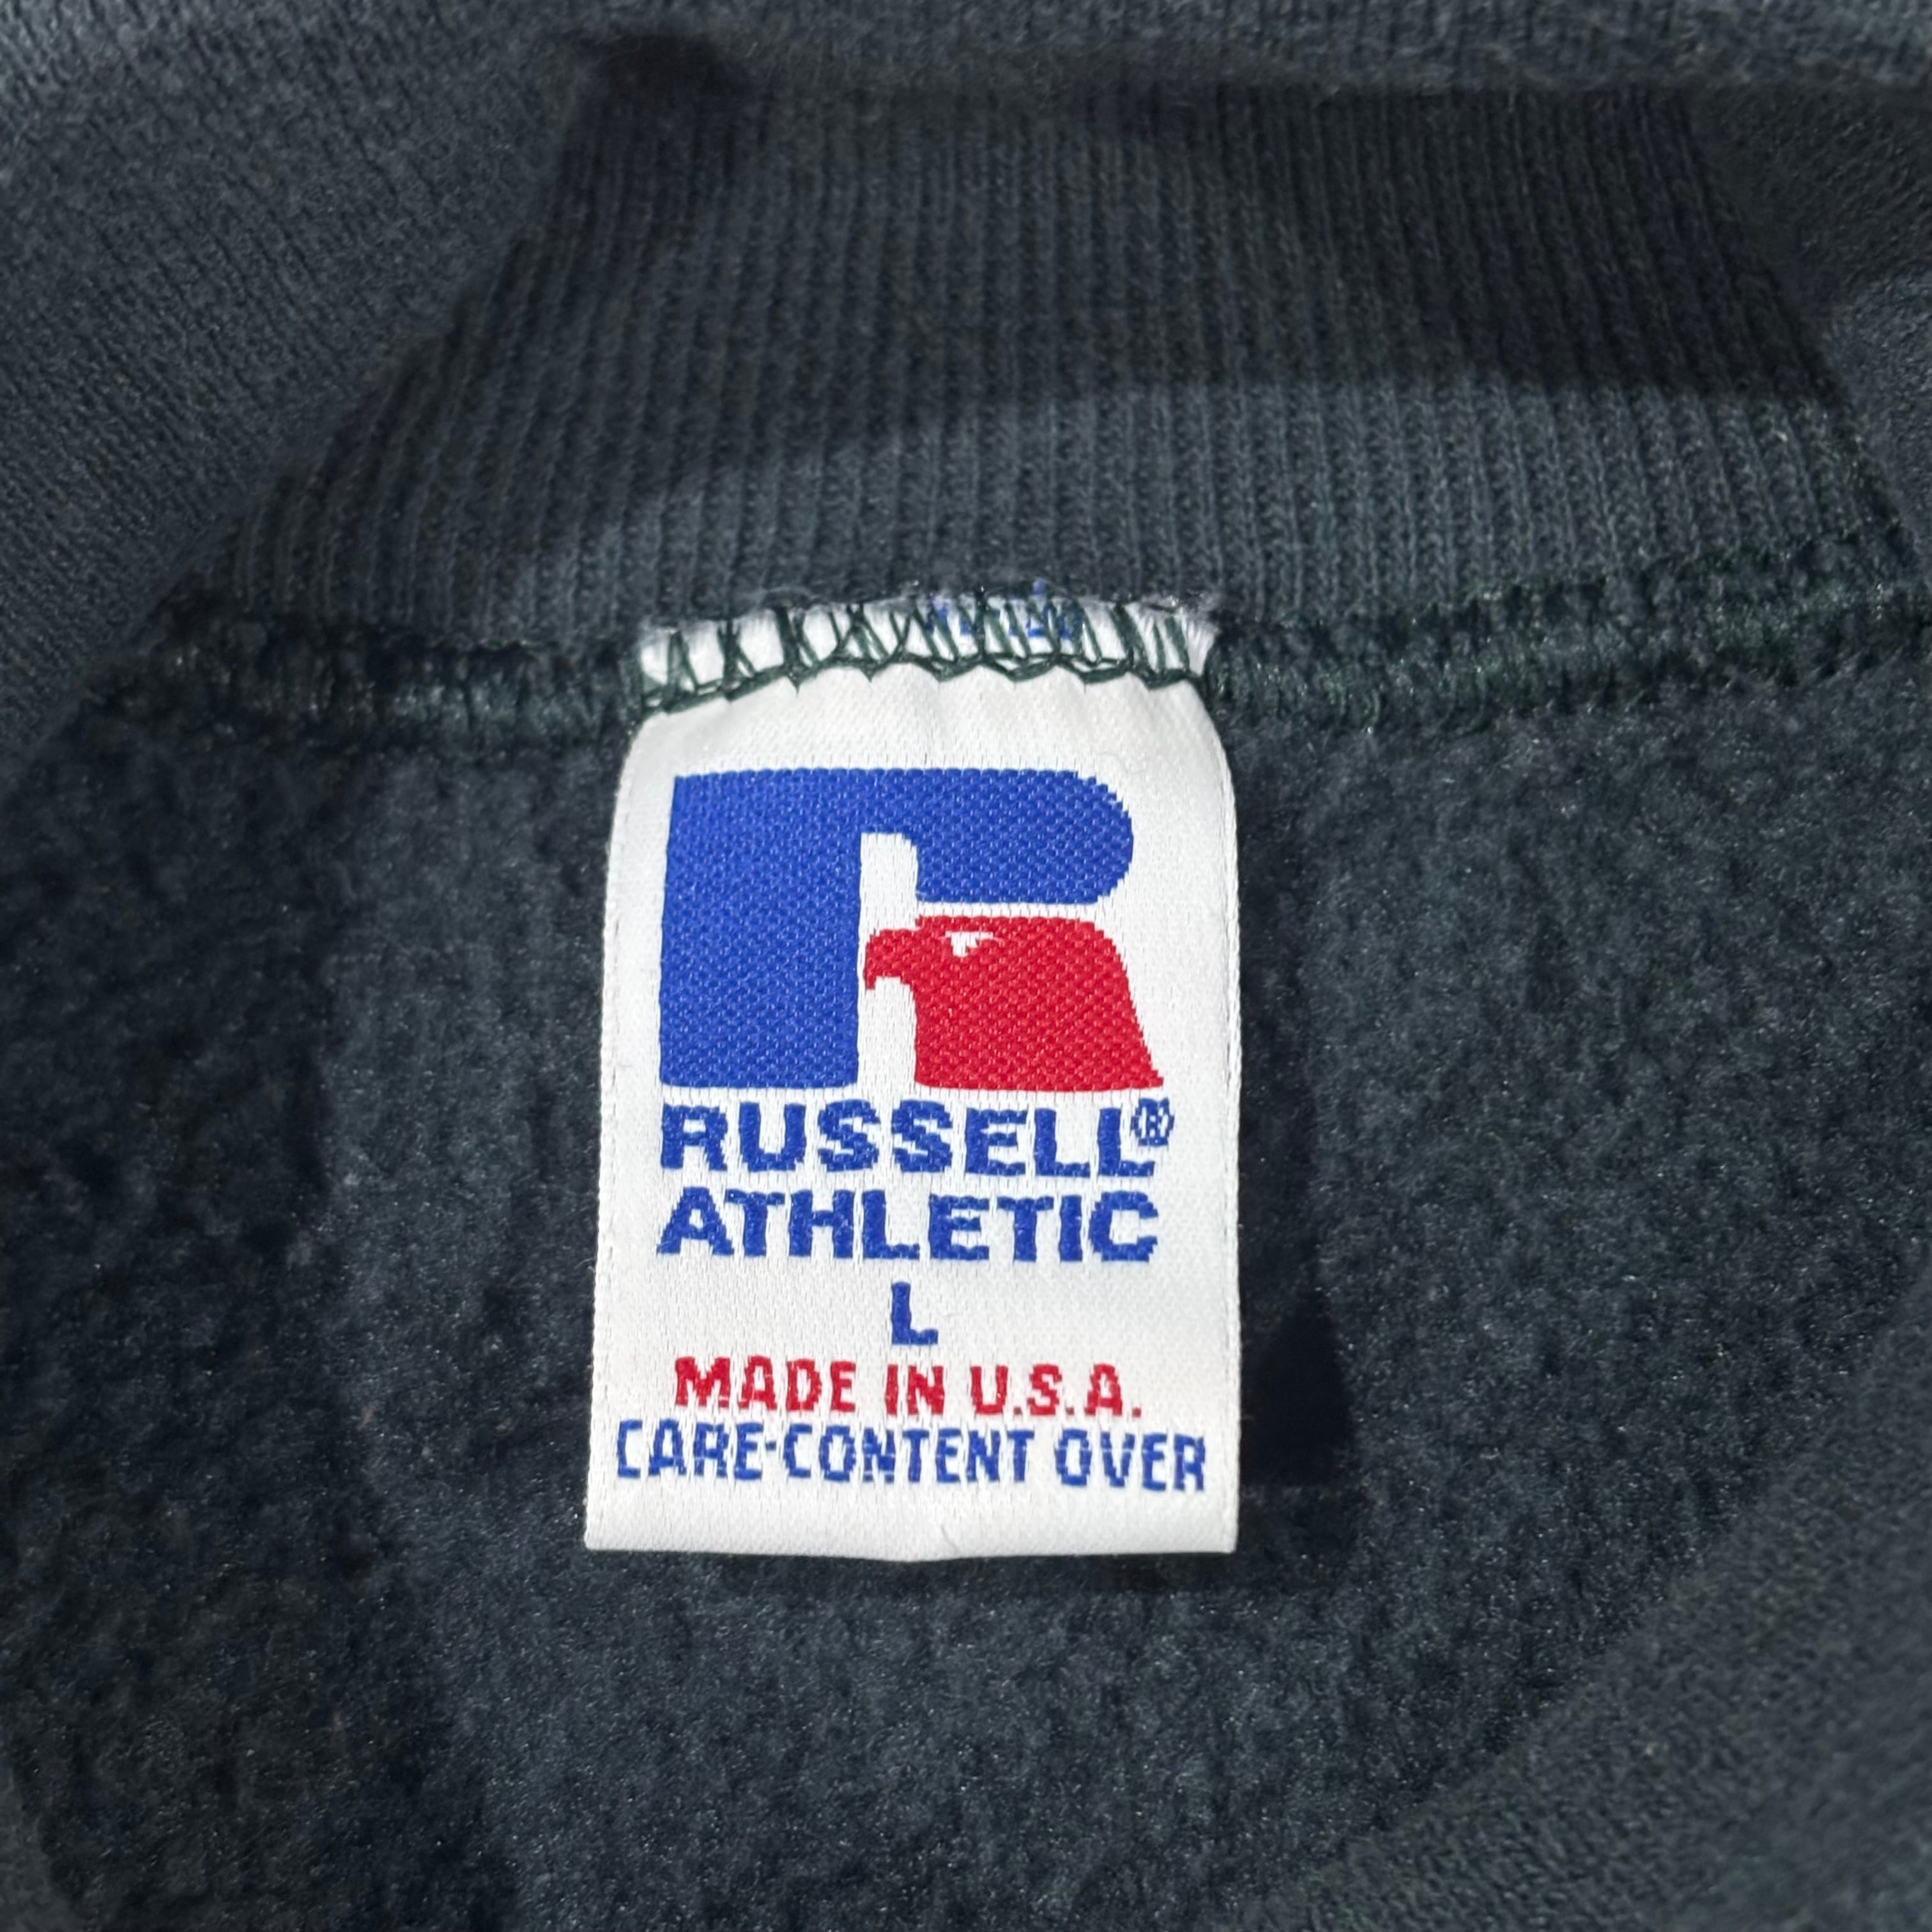 RUSSELL®
ATHLETIC
L
MADE IN U.S.A.
CARE-CONTENT OVER